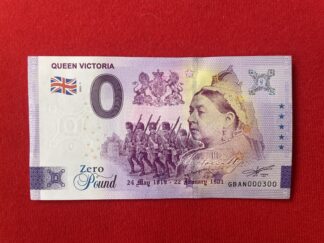 QUEEN VICTORIA
0
Zero
Pound
24 May 1819 - 22 January 1901
GBAN000300